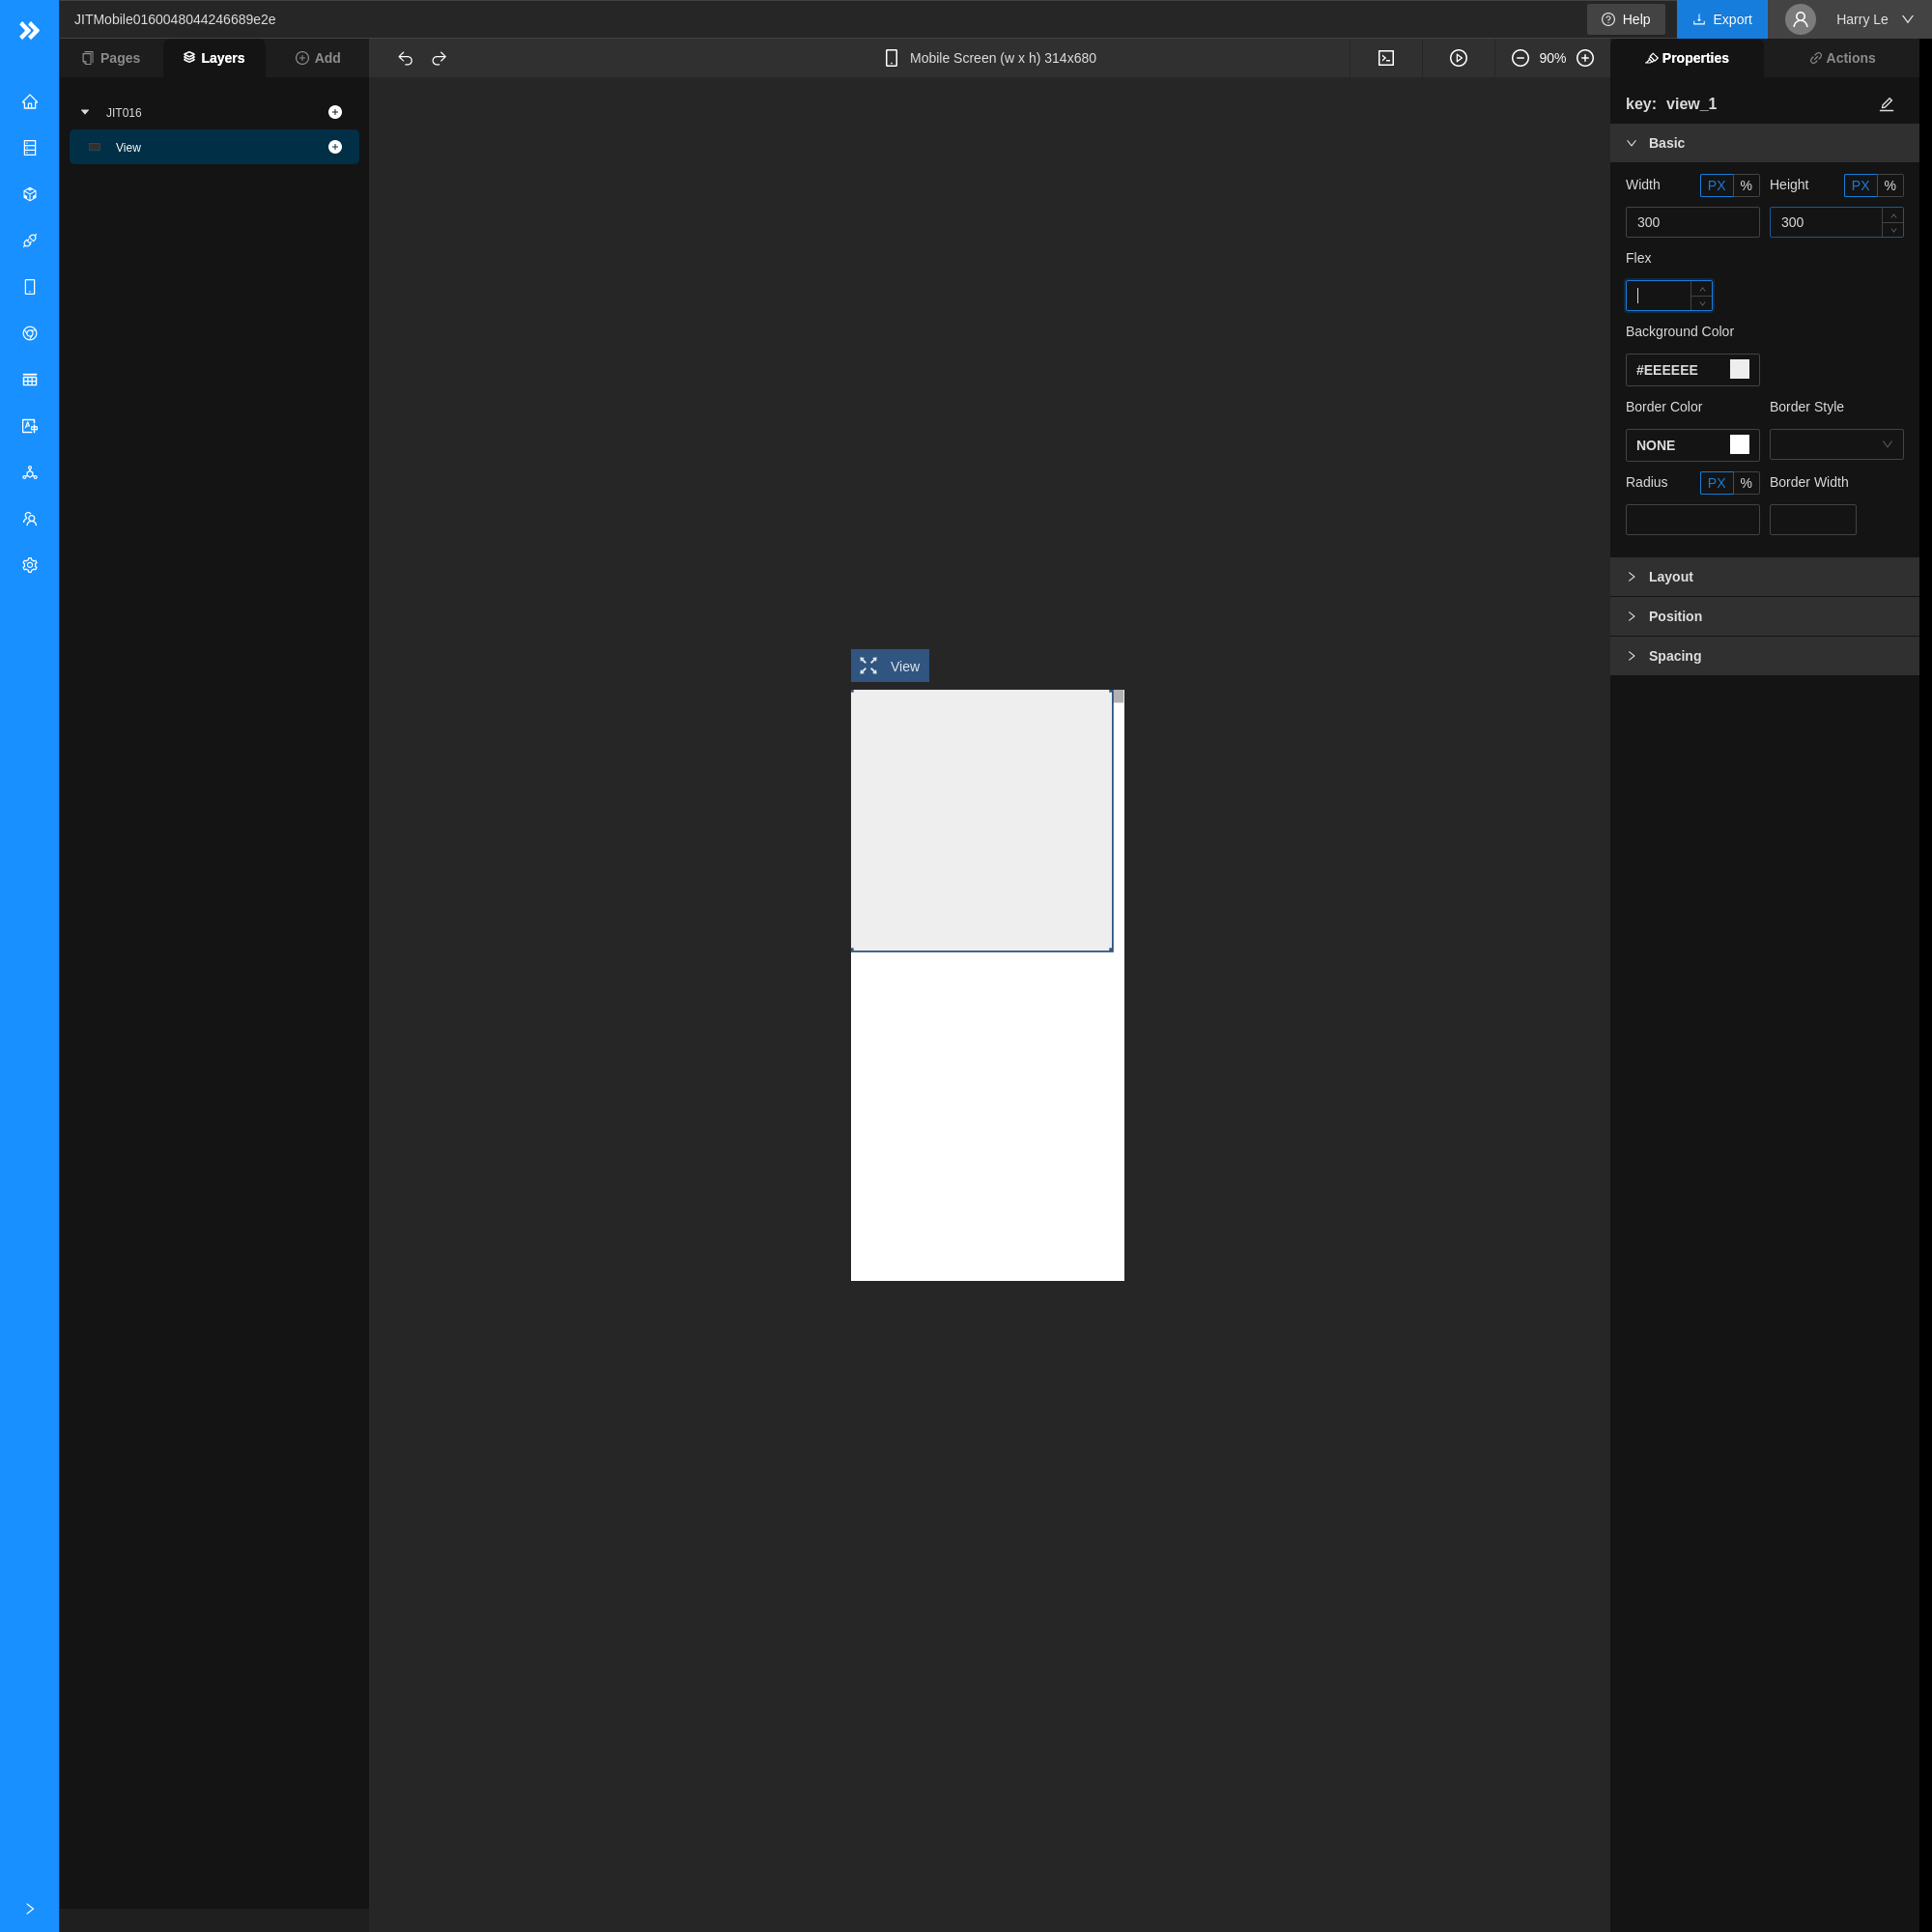 JITMobile0160048044246689e2e
Help
Export
Harry Le
Pages
Layers
Add
Mobile Screen (w x h) 314x680
90%
Properties
Actions
JIT016
View
key: view_1
Basic
Width
PX %
Height
PX %
300
300
Flex
Background Color
#EEEEEE
Border Color
Border Style
NONE
Radius
PX %
Border Width
Layout
Position
Spacing
View